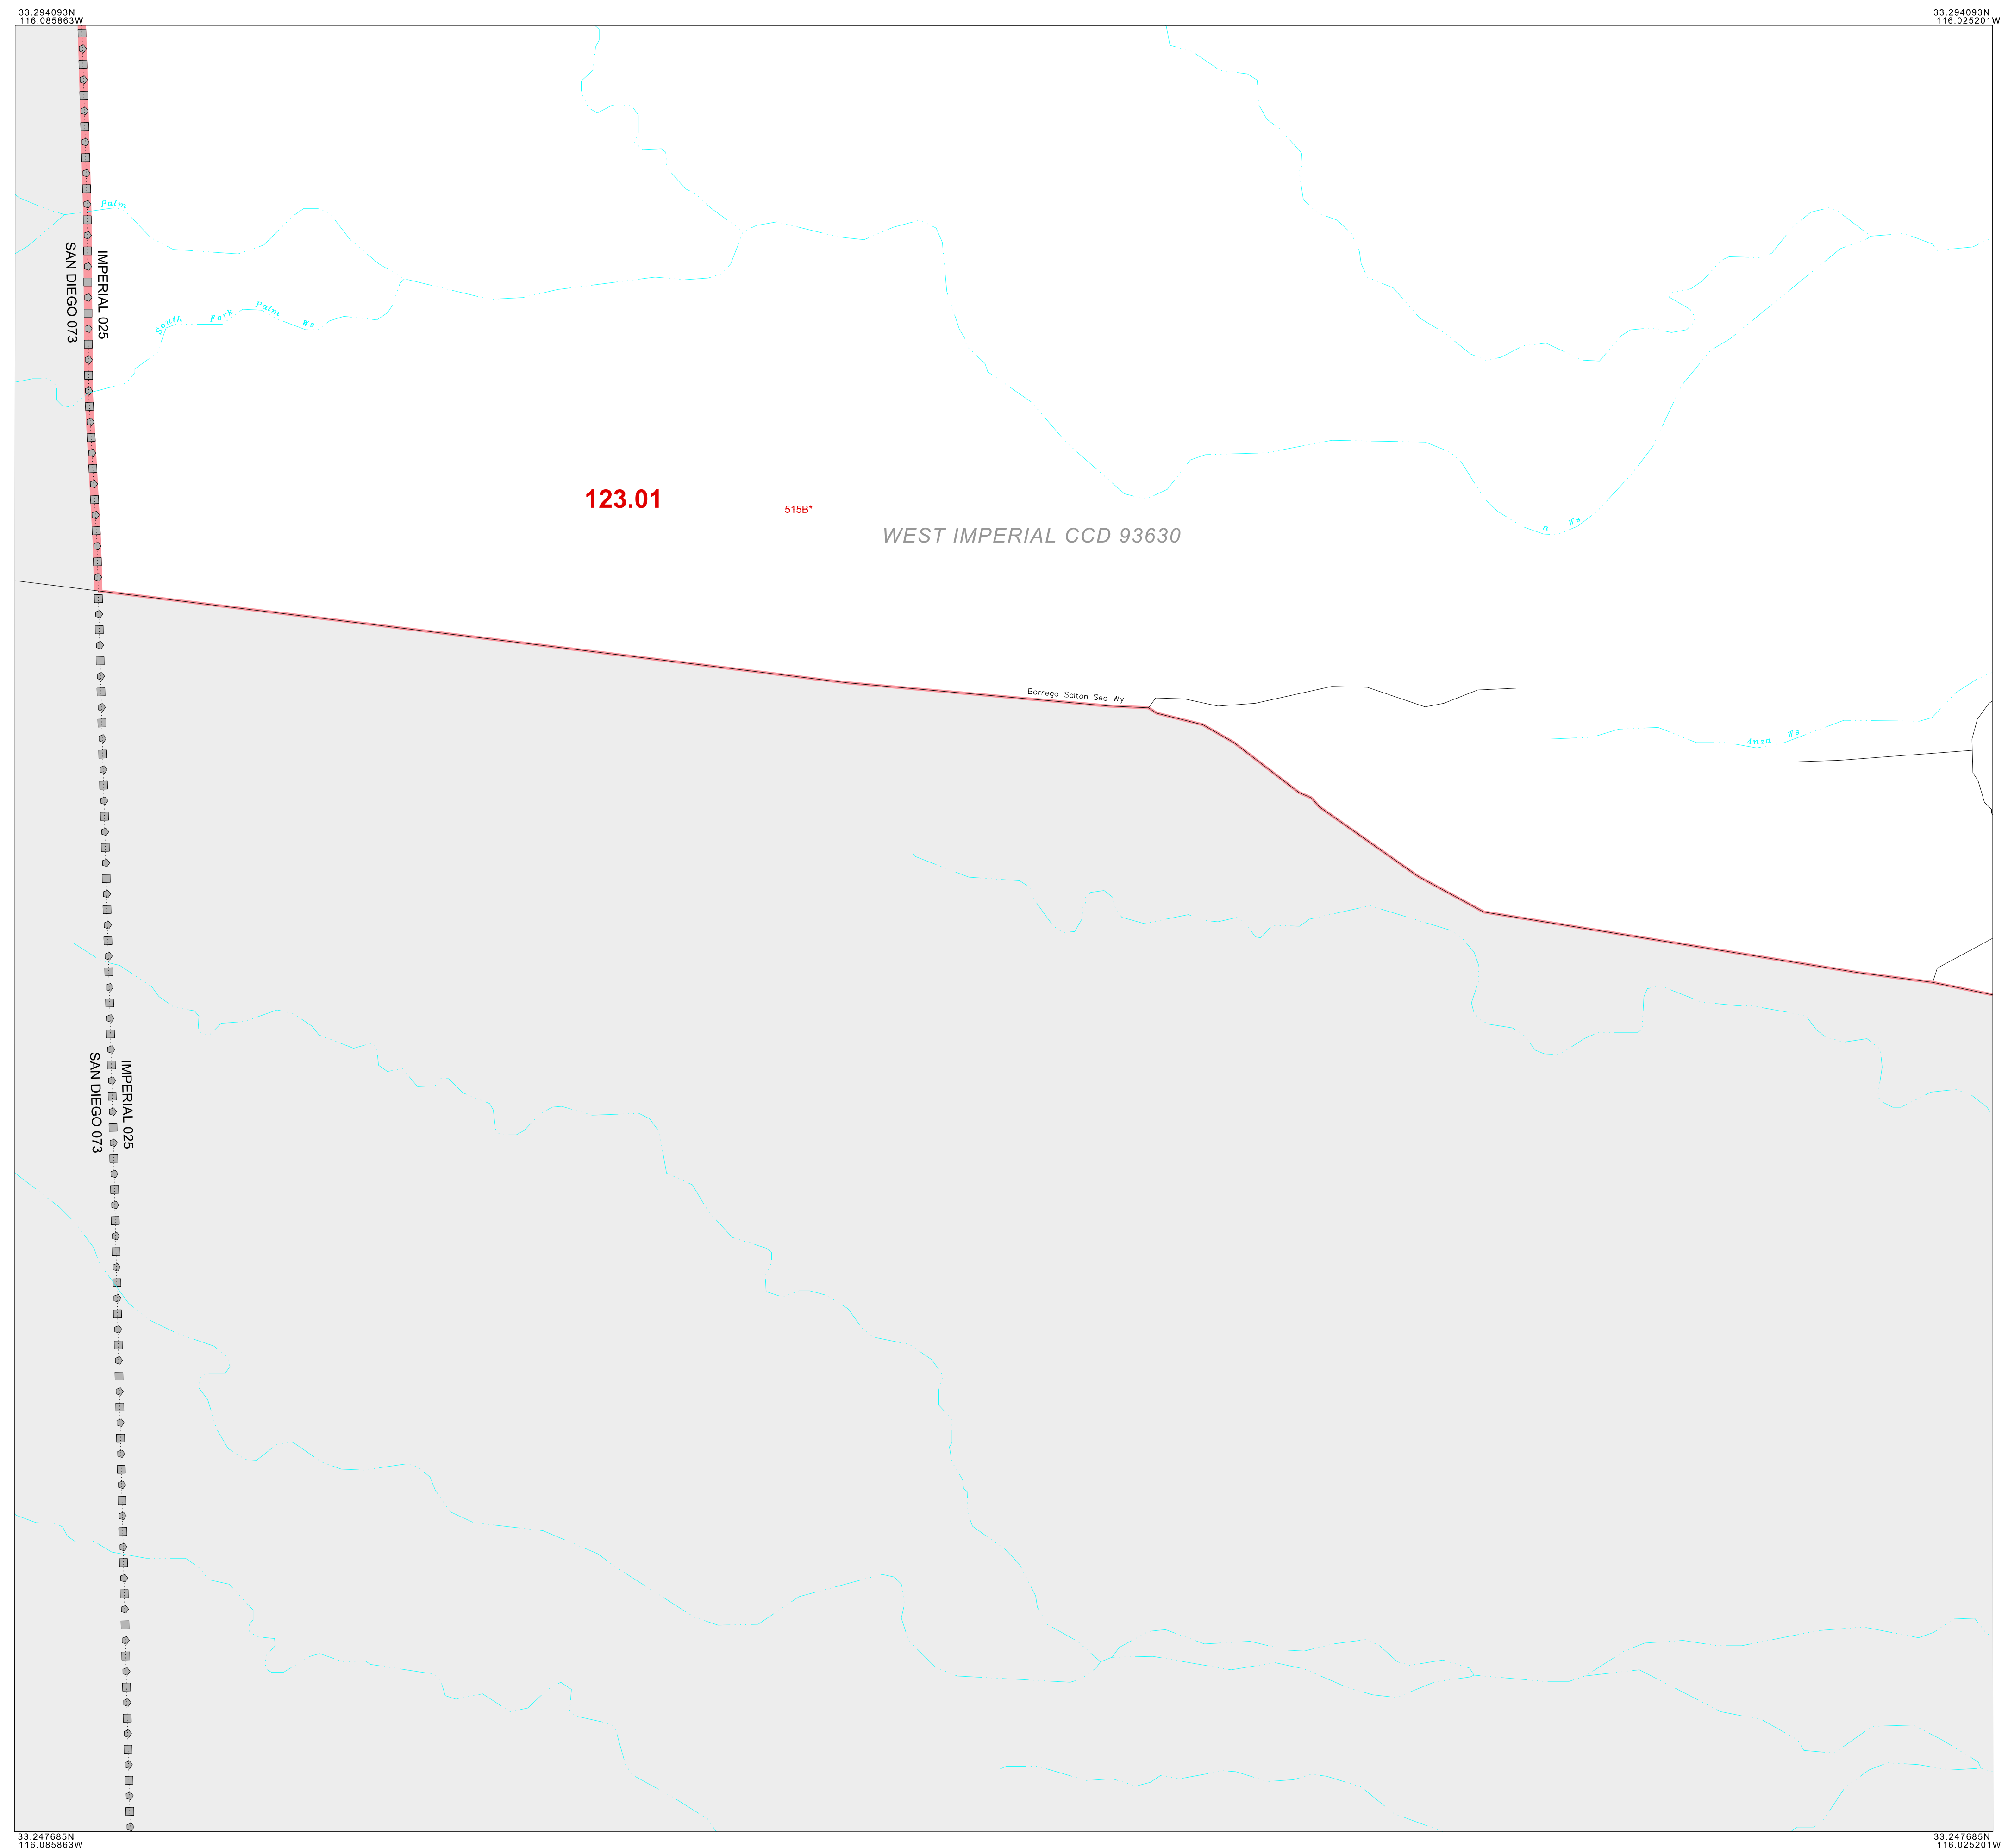 33.294093N
116.085863W
33.294093N
116.025201W
Palm
IMPERIAL 025
SAN DIEGO 073
South Fork Palm Ws
123.01
515B*
WEST IMPERIAL CCD 93630
n Ws
Borrego Salton Sea Wy
Anza Ws
IMPERIAL 025
SAN DIEGO 073
33.247685N
116.085863W
33.247685N
116.025201W